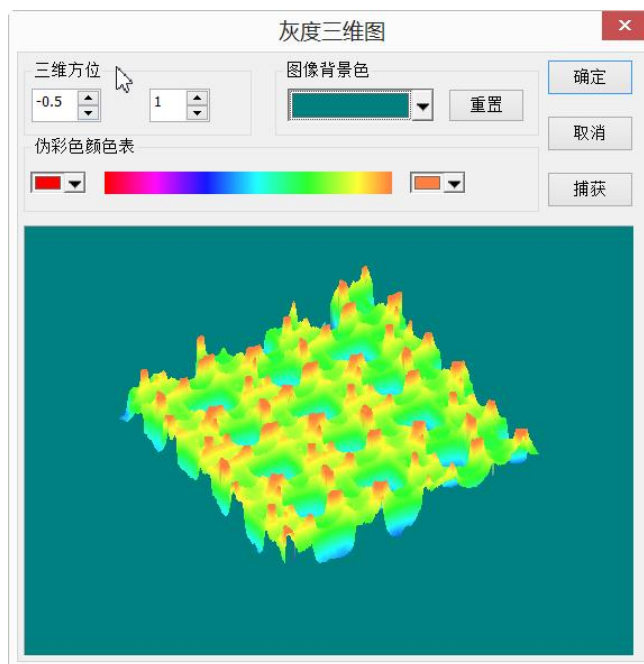 灰度三维图
三维方位
-0.5
1
图像背景色
重置
确定
取消
伪彩色颜色表
捕获